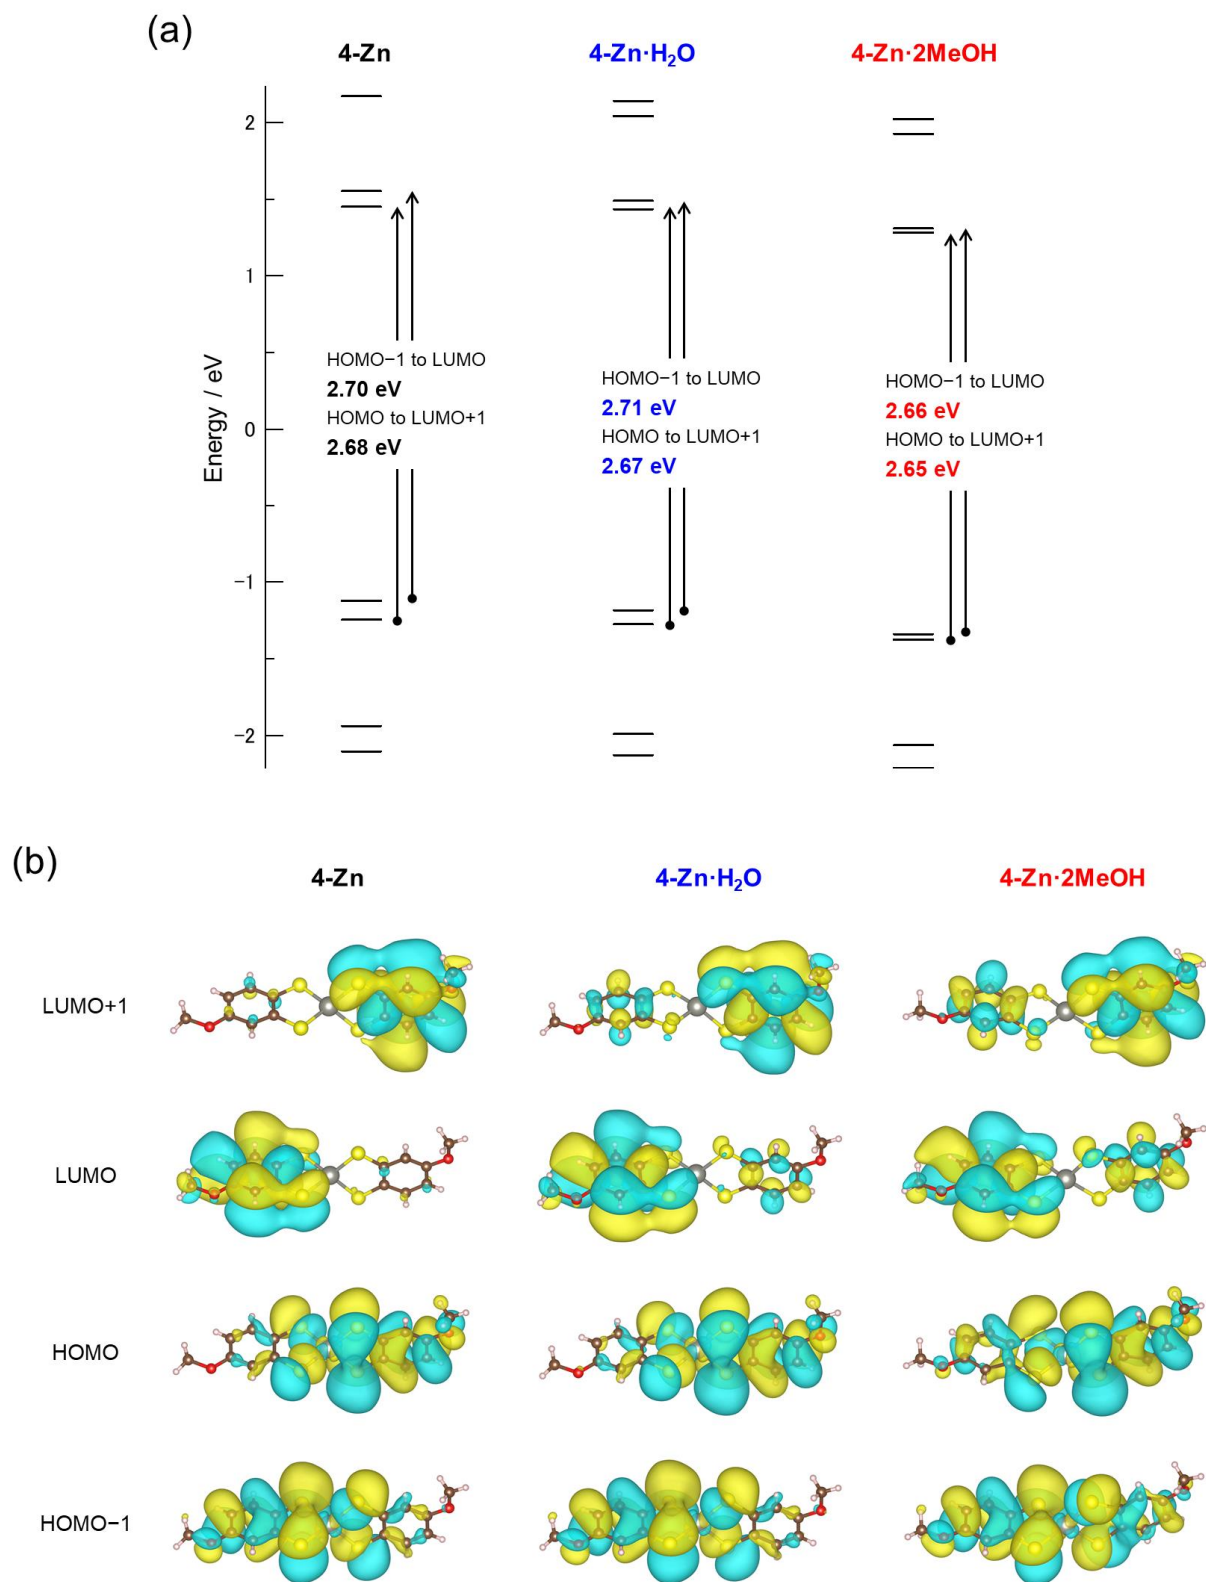 (a)
4-Zn 4-Zn·H₂O 4-Zn·2MeOH
Energy / eV
2
1
0
−1
−2
HOMO−1 to LUMO
2.70 eV
HOMO to LUMO+1
2.68 eV
HOMO−1 to LUMO
2.71 eV
HOMO to LUMO+1
2.67 eV
HOMO−1 to LUMO
2.66 eV
HOMO to LUMO+1
2.65 eV
(b)
4-Zn 4-Zn·H₂O 4-Zn·2MeOH
LUMO+1
LUMO
HOMO
HOMO−1